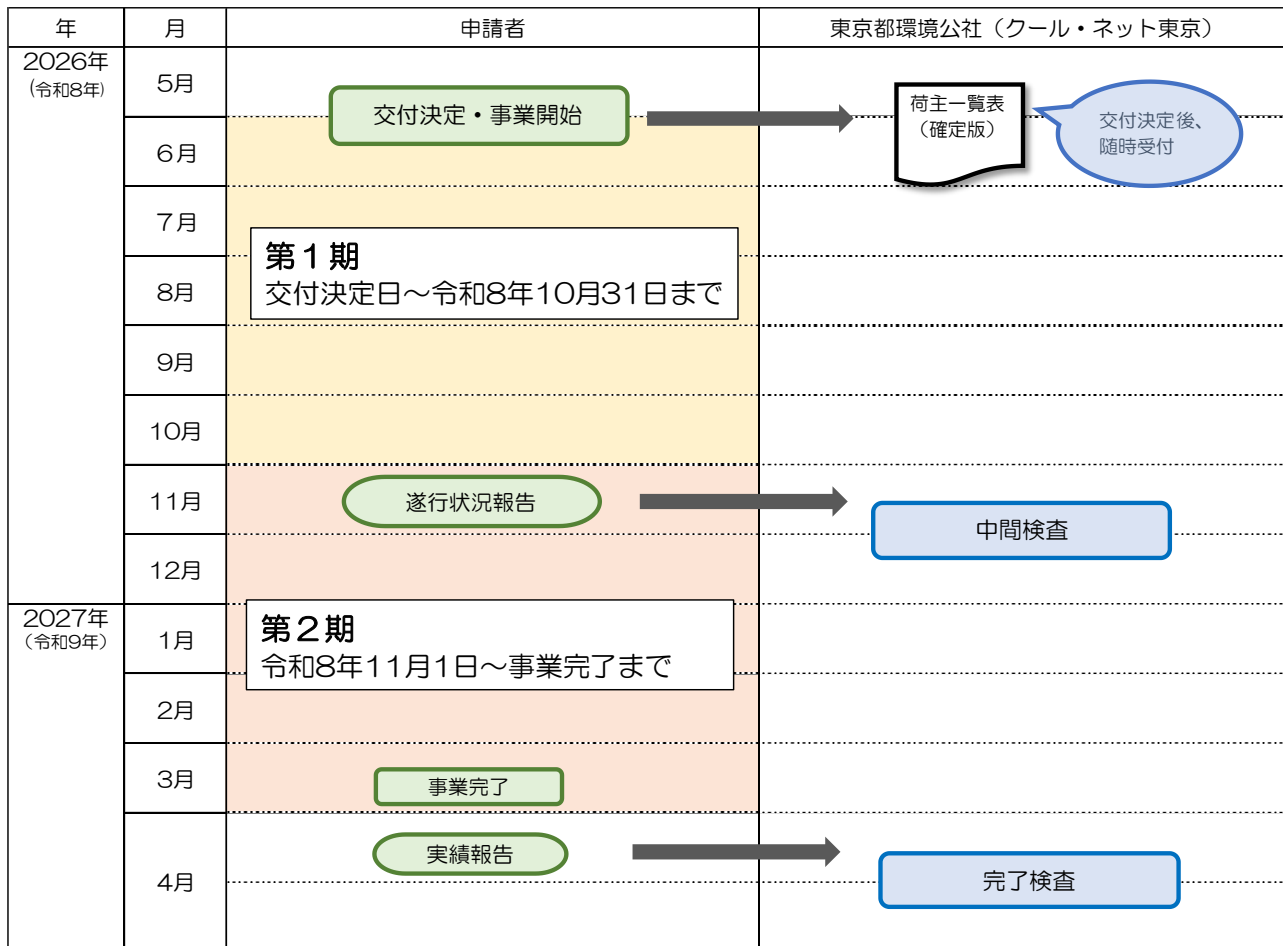 年
月
申請者
東京都環境公社（クール・ネット東京）
2026年
(令和8年)
5月
交付決定・事業開始
荷主一覧表
（確定版）
交付決定後、
随時受付
6月
7月
第１期
交付決定日～令和8年10月31日まで
8月
9月
10月
11月
遂行状況報告
中間検査
12月
2027年
（令和9年）
1月
第２期
令和8年11月1日～事業完了まで
2月
3月
事業完了
4月
実績報告
完了検査